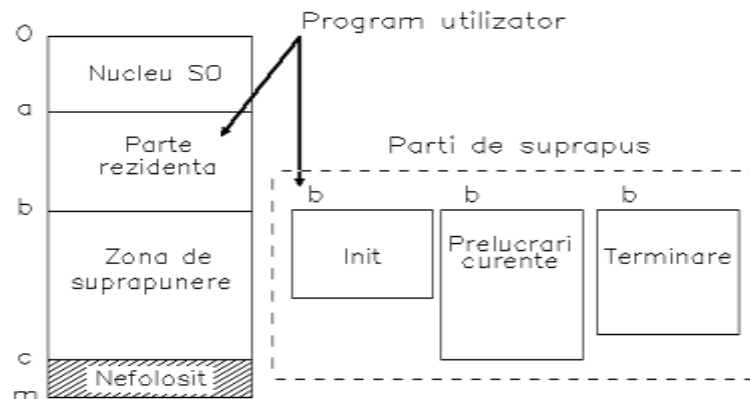 Program utilizator
0
Nucleu SO
a
Parte
rezidenta
Parti de suprapus
b
b
b
b
Zona de
suprapunere
Init
Prelucrari
curente
Terminare
c
Nefolosit
m